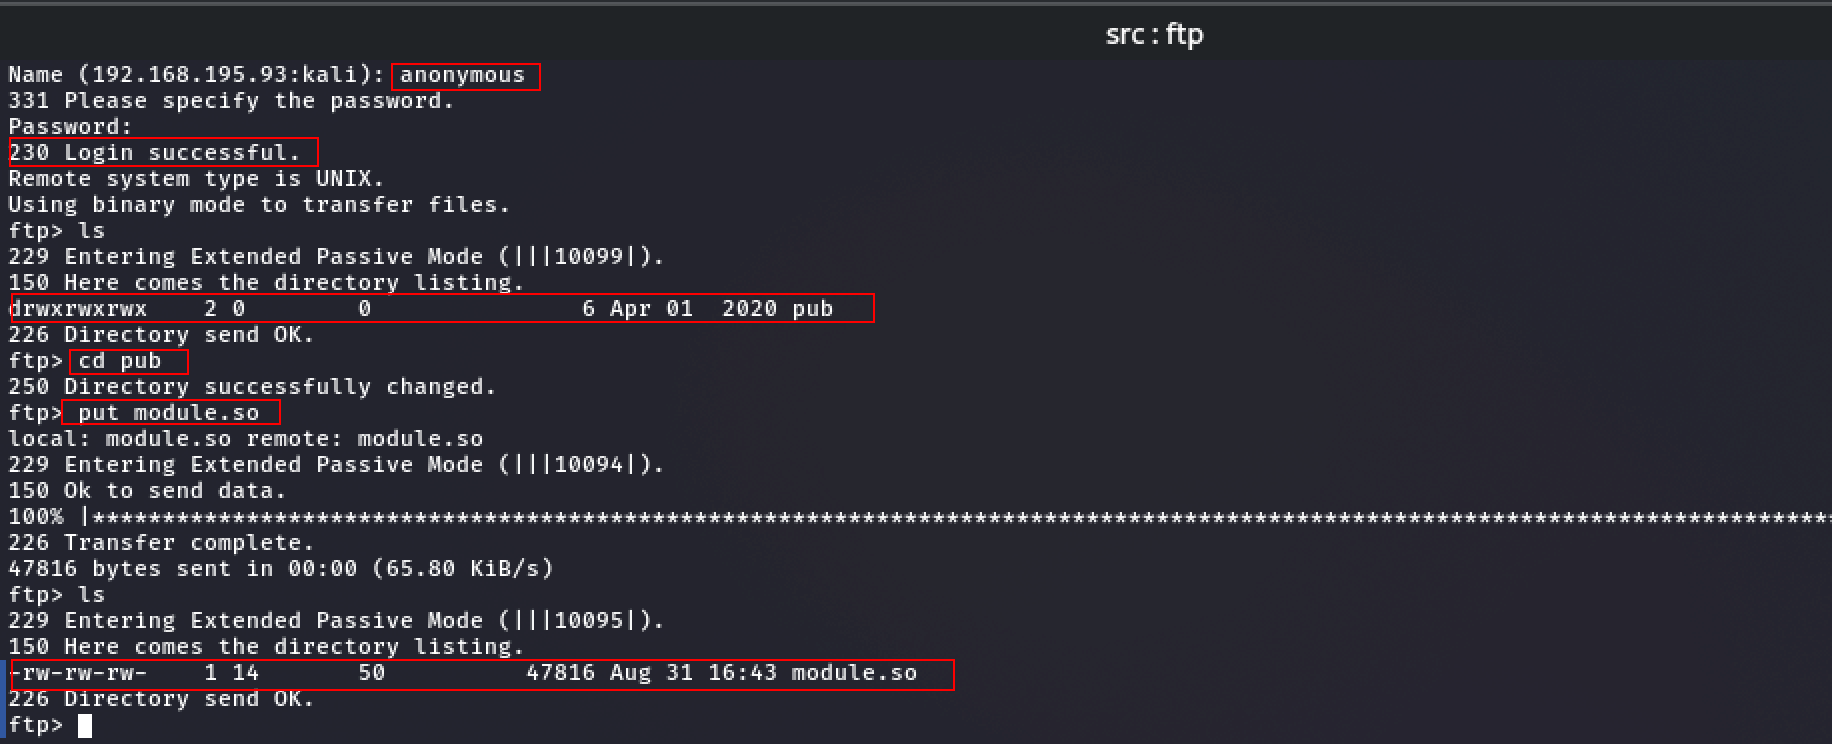 src : ftp
Name (192.168.195.93:kali): anonymous
331 Please specify the password.
Password:
230 Login successful.
Remote system type is UNIX.
Using binary mode to transfer files.
ftp> ls
229 Entering Extended Passive Mode (|||10099|).
150 Here comes the directory listing.
drwxrwxrwx    2 0        0               6 Apr 01  2020 pub
226 Directory send OK.
ftp> cd pub
250 Directory successfully changed.
ftp> put module.so
local: module.so remote: module.so
229 Entering Extended Passive Mode (|||10094|).
150 Ok to send data.
100% |****************************************************************************************************************************
226 Transfer complete.
47816 bytes sent in 00:00 (65.80 KiB/s)
ftp> ls
229 Entering Extended Passive Mode (|||10095|).
150 Here comes the directory listing.
-rw-rw-rw-    1 14       50          47816 Aug 31 16:43 module.so
226 Directory send OK.
ftp>